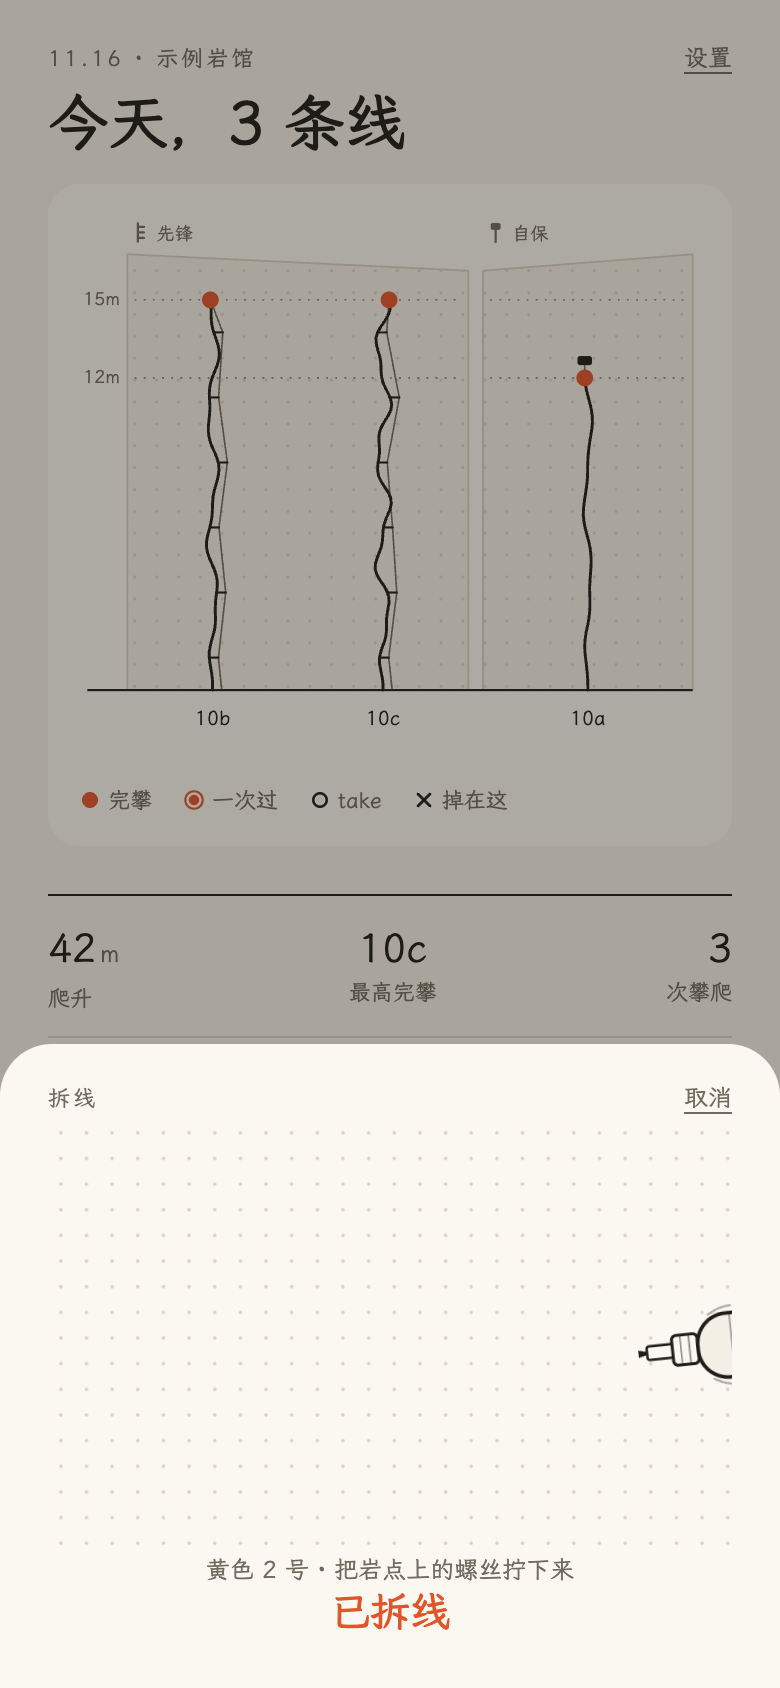 11.16 · 示例岩馆
设置
今天，3 条线
先锋
自保
15m
12m
10b
10c
10a
完攀
一次过
take
掉在这
42 m
10c
3
爬升
最高完攀
次攀爬
拆线
取消
黄色 2 号 · 把岩点上的螺丝拧下来
已拆线